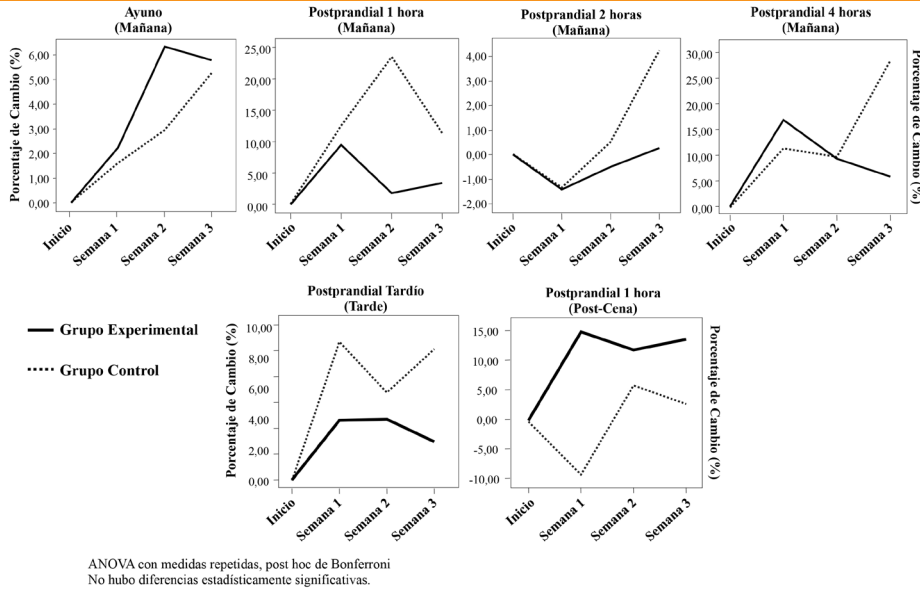 Ayuno
(Mañana)
Porcentaje de Cambio (%)
6,00
5,00
4,00
3,00
2,00
1,00
0,00
Inicio
Semana 1
Semana 2
Semana 3
Postprandial 1 hora
(Mañana)
25,00
20,00
15,00
10,00
5,00
0,00
Inicio
Semana 1
Semana 2
Semana 3
Postprandial 2 horas
(Mañana)
4,00
3,00
2,00
1,00
0,00
-1,00
-2,00
Inicio
Semana 1
Semana 2
Semana 3
Postprandial 4 horas
(Mañana)
30,00
25,00
20,00
15,00
10,00
5,00
0,00
Porcentaje de Cambio (%)
Inicio
Semana 1
Semana 2
Semana 3
Grupo Experimental
Grupo Control
Postprandial Tardío
(Tarde)
Porcentaje de Cambio (%)
10,00
8,00
6,00
4,00
2,00
0,00
Inicio
Semana 1
Semana 2
Semana 3
Postprandial 1 hora
(Post-Cena)
15,00
10,00
5,00
0,00
-5,00
-10,00
Porcentaje de Cambio (%)
Inicio
Semana 1
Semana 2
Semana 3
ANOVA con medidas repetidas, post hoc de Bonferroni
No hubo diferencias estadísticamente significativas.